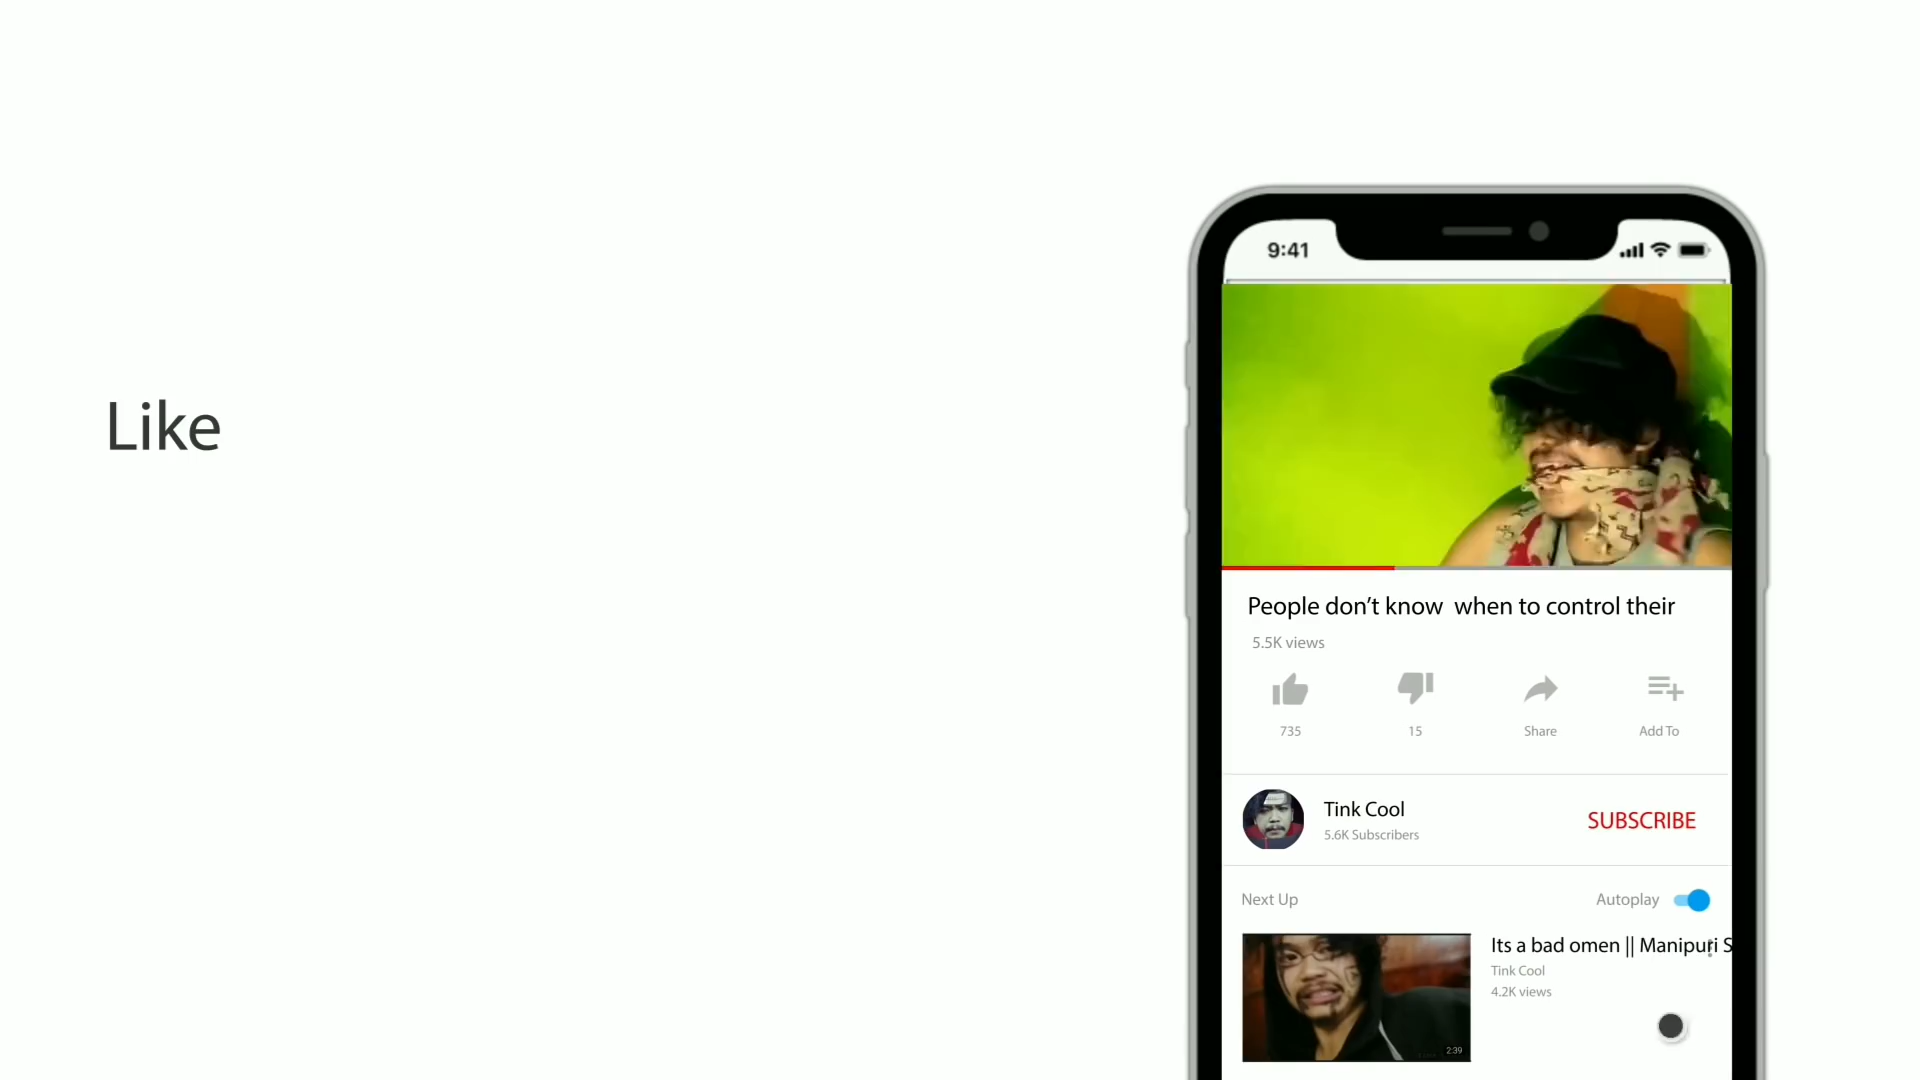 Like
9:41
People don't know when to control their
5.5K views
735
15
Share
Add To
Tink Cool
5.6K Subscribers
SUBSCRIBE
Next Up
Autoplay
Its a bad omen || Manipuri S
Tink Cool
4.2K views
2:39